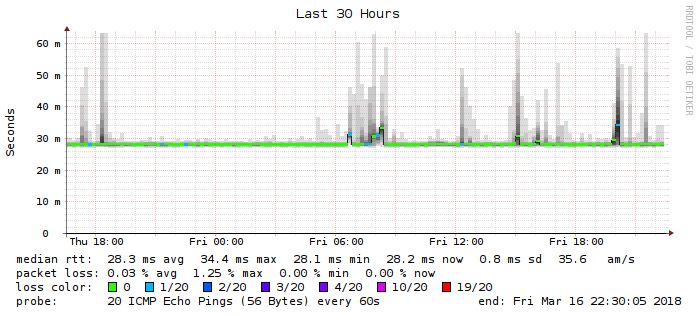 Last 30 Hours
RRDTOOL / TOBI OETIKER
Seconds
60 m
50 m
40 m
30 m
20 m
10 m
0
Thu 18:00 Fri 00:00 Fri 06:00 Fri 12:00 Fri 18:00
median rtt: 28.3 ms avg 34.4 ms max 28.1 ms min 28.2 ms now 0.8 ms sd 35.6 am/s
packet loss: 0.03 % avg 1.25 % max 0.00 % min 0.00 % now
loss color: 0 1/20 2/20 3/20 4/20 10/20 19/20
probe: 20 ICMP Echo Pings (56 Bytes) every 60s end: Fri Mar 16 22:30:05 2018